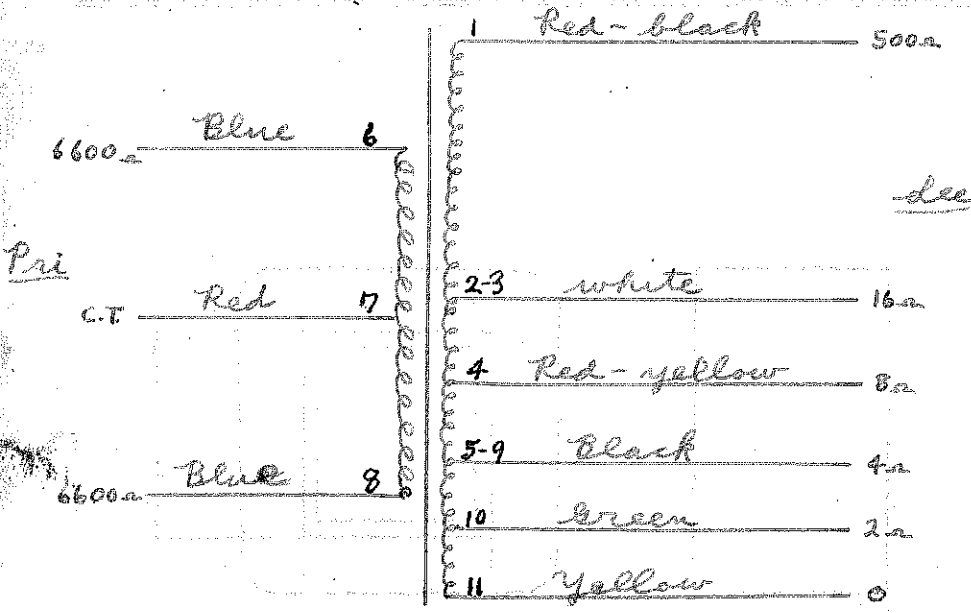 1 Red-black 500Ω
Blue 6
6600Ω
Sec
Pri
C.T. Red 7
2-3 white 16Ω
4 Red-yellow 8Ω
5-9 Black 4Ω
6600Ω Blue 8
10 Green 2Ω
11 Yellow 0